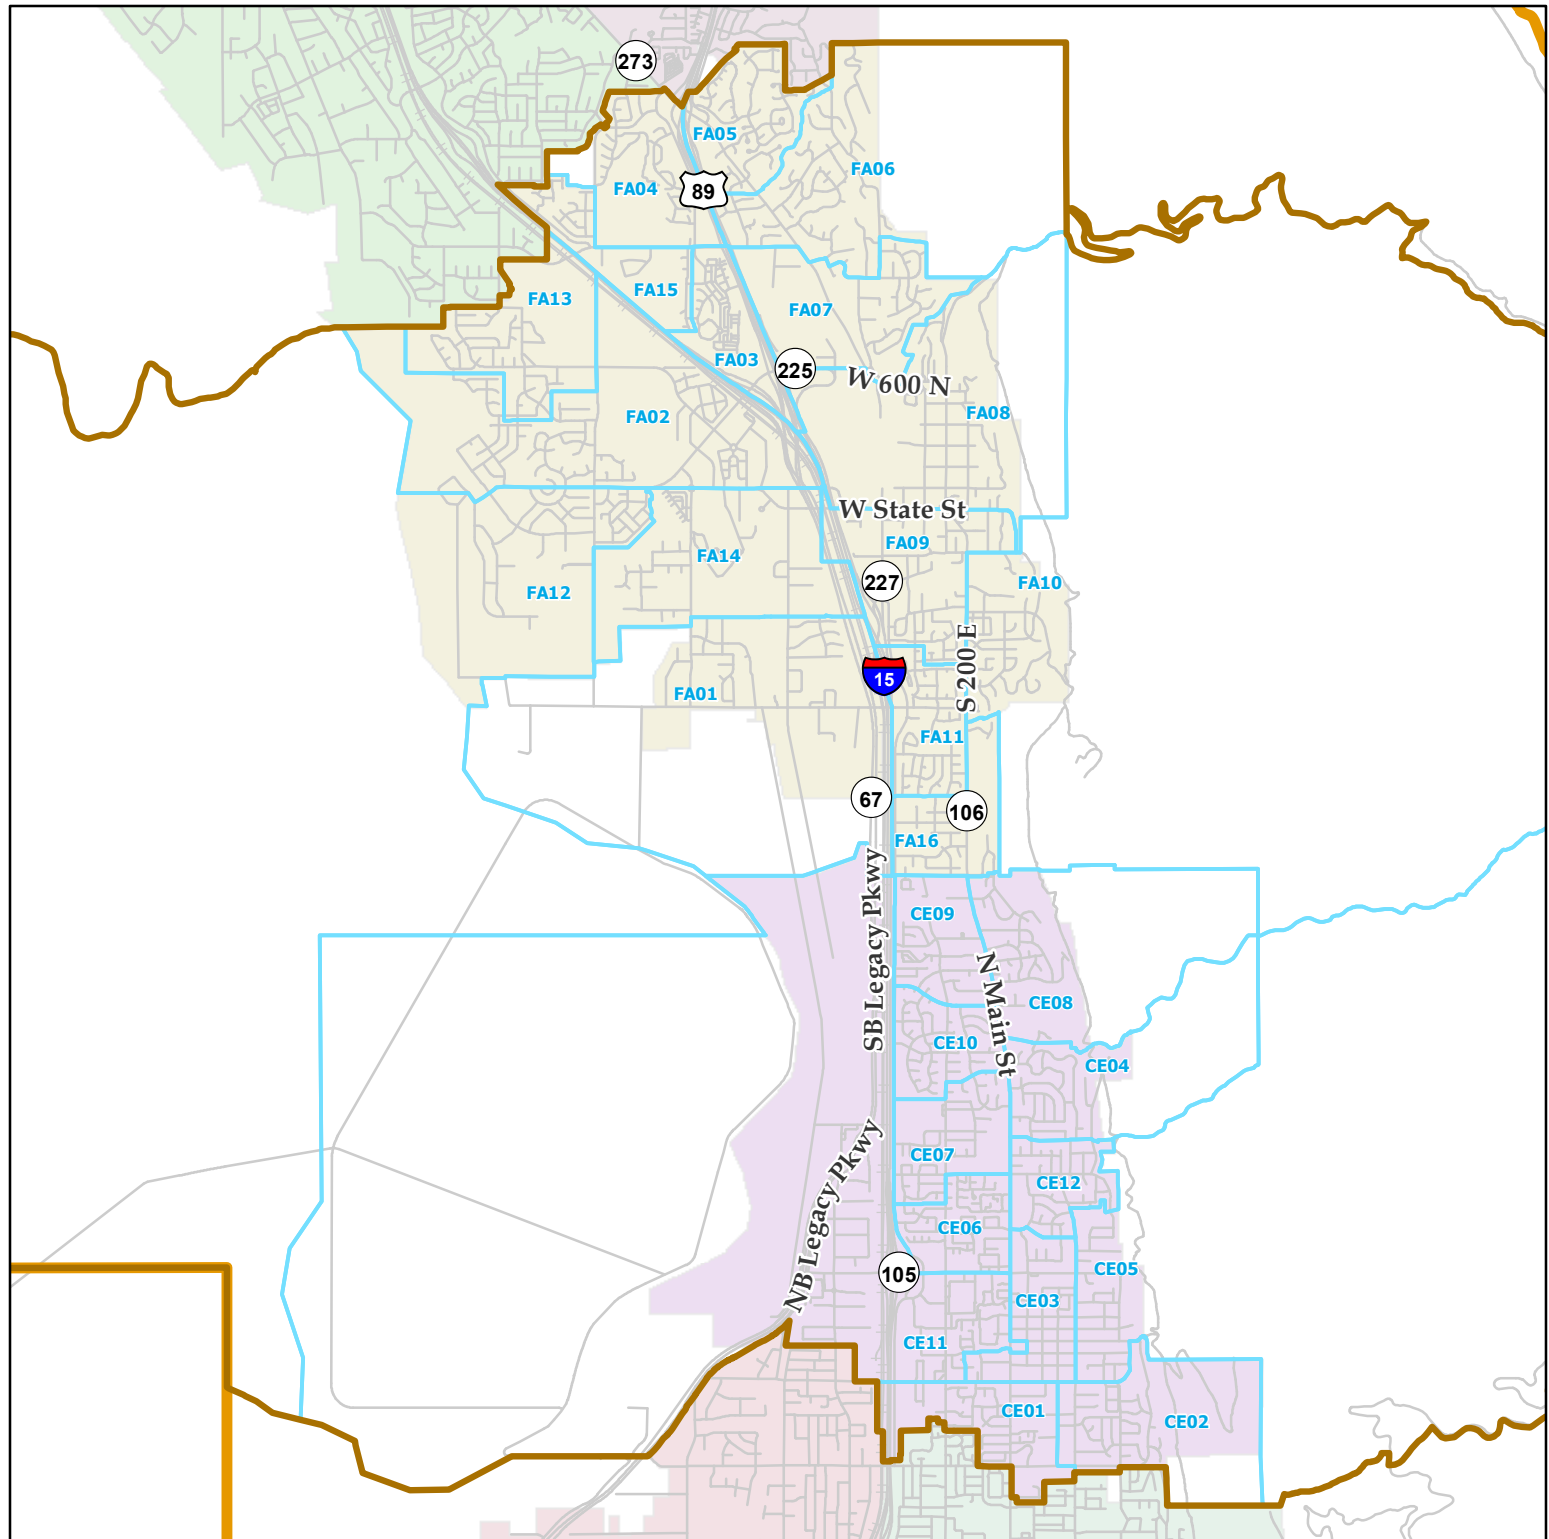 273
FA05
FA06
FA04
89
FA13
FA15
FA07
FA03
225
W 600 N
FA02
FA08
W State St
FA09
FA14
227
FA10
FA12
S 200 E
15
FA01
FA11
67
106
FA16
SB Legacy Pkwy
CE09
N Main St
CE08
CE10
CE04
NB Legacy Pkwy
CE07
CE12
CE06
CE05
105
CE03
CE11
CE01
CE02